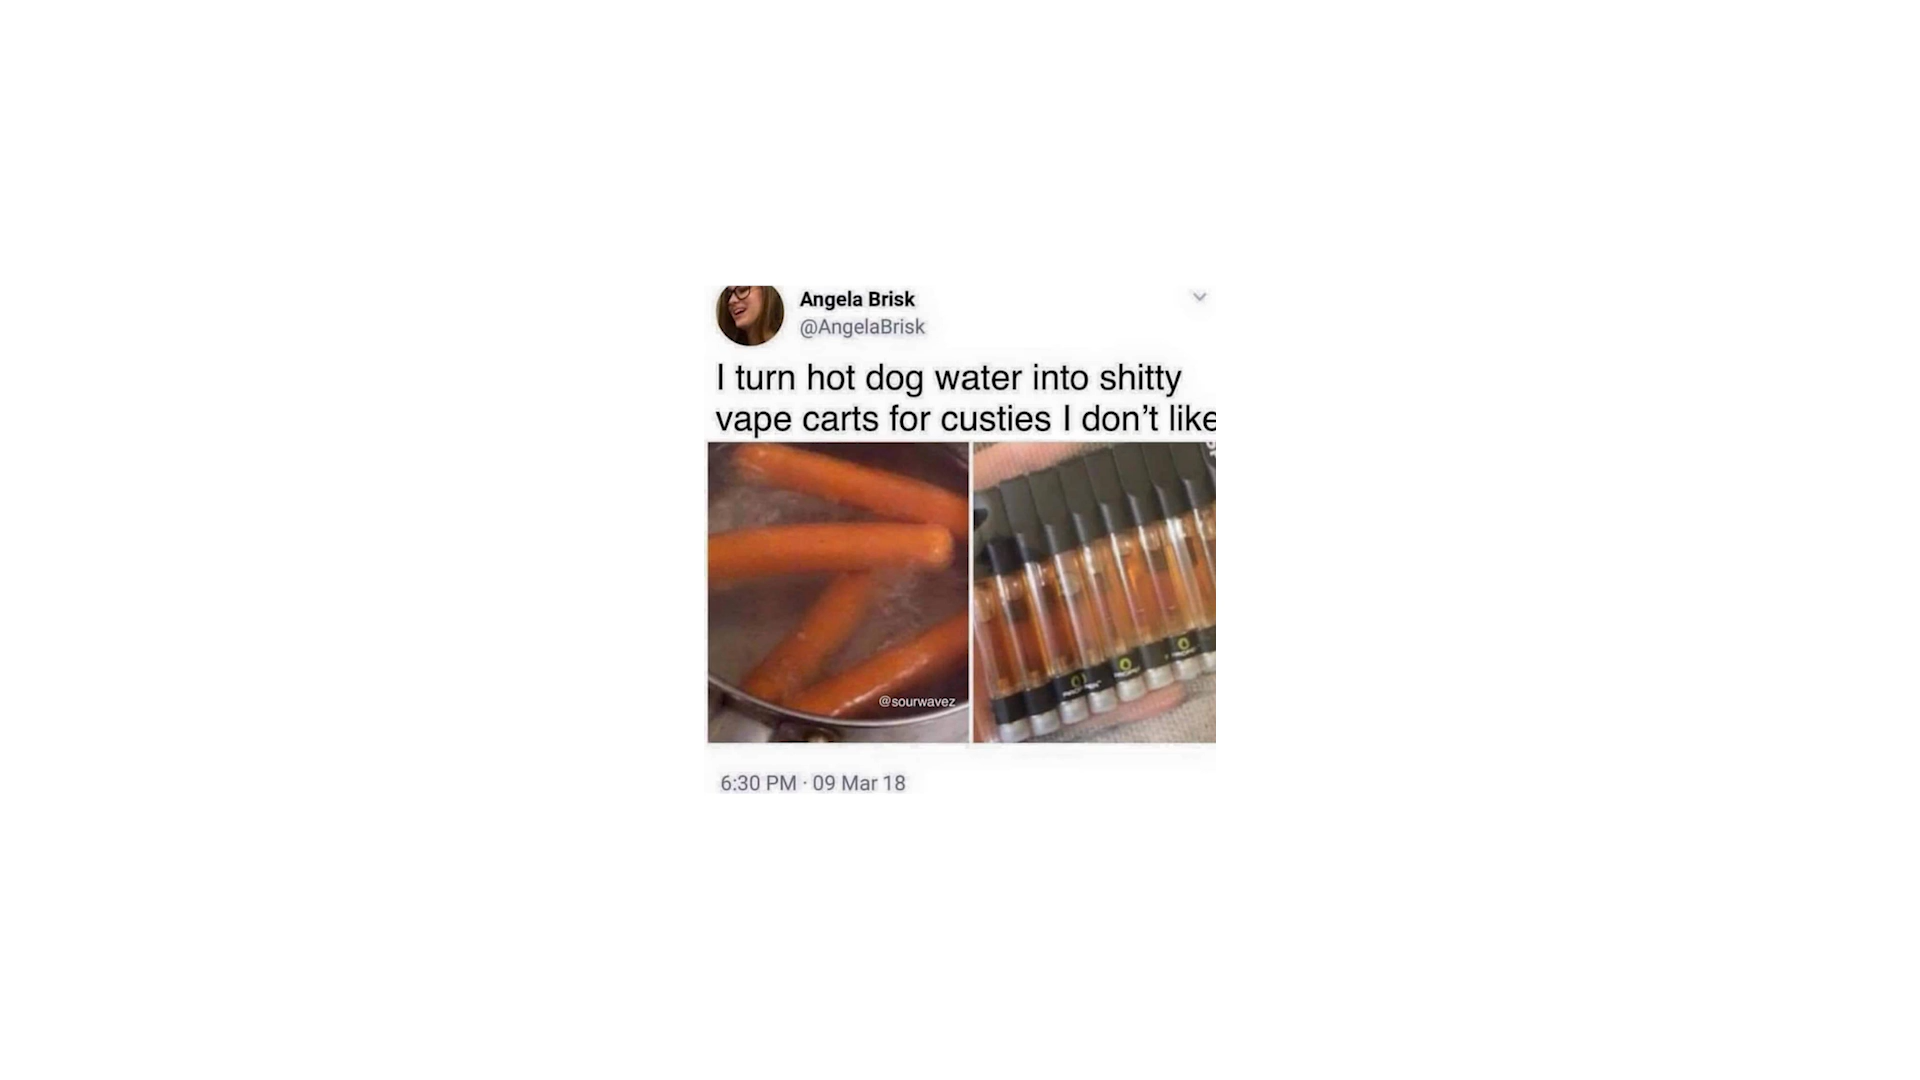 Angela Brisk
@AngelaBrisk
I turn hot dog water into shitty
vape carts for custies I don’t like
@sourwavez
6:30 PM · 09 Mar 18